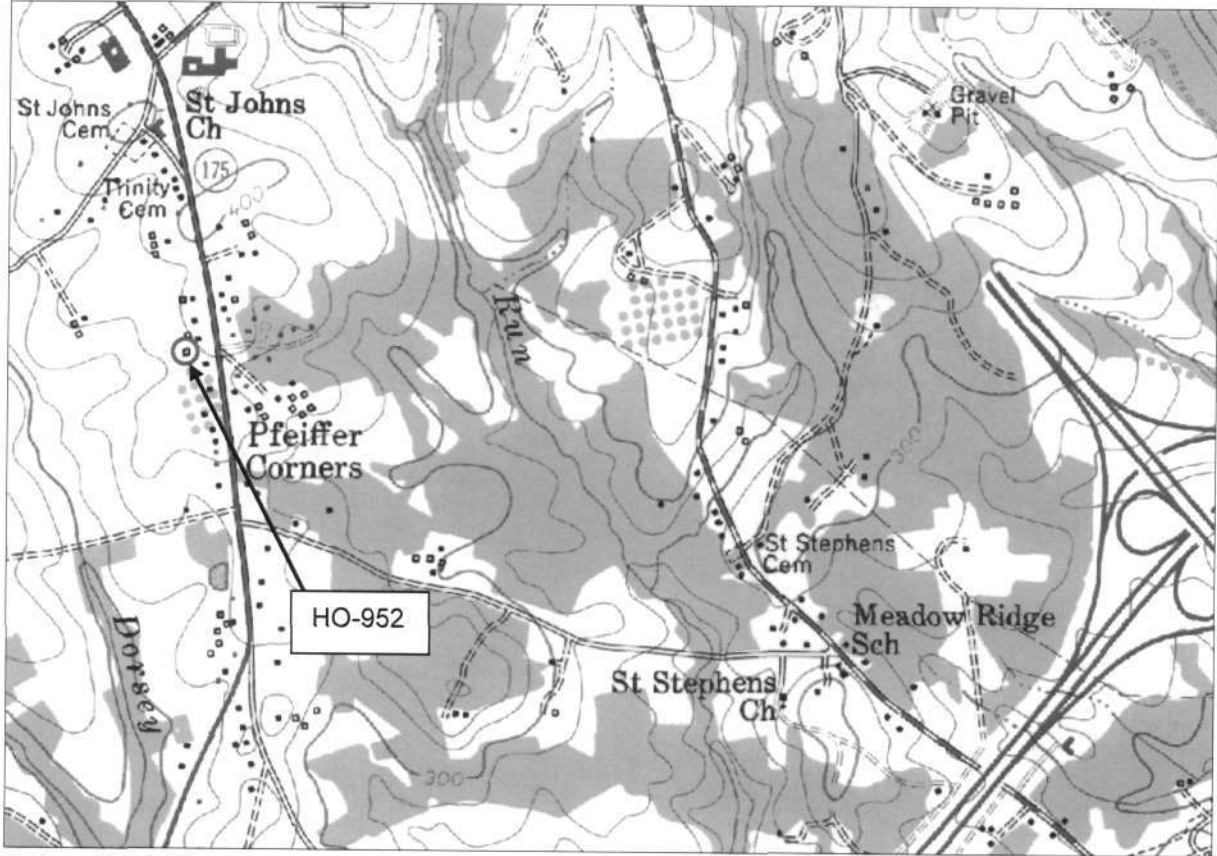 St Johns
Ch
St Johns
Cem
Gravel
Pit
175
Trinity
Cem
400
Run
Pfeiffer
Corners
300
St Stephens
Cem
HO-952
Meadow Ridge
Sch
Dorsey
St Stephens
Ch
300